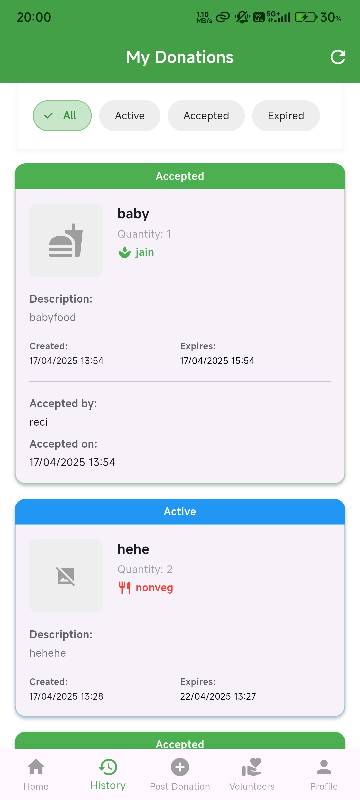 20:00
1.10 MB/s 5G+ 30%
My Donations
All Active Accepted Expired
Accepted
baby
Quantity: 1
jain
Description:
babyfood
Created: Expires:
17/04/2025 13:54 17/04/2025 15:54
Accepted by:
reci
Accepted on:
17/04/2025 13:54
Active
hehe
Quantity: 2
nonveg
Description:
hehehe
Created: Expires:
17/04/2025 13:28 22/04/2025 13:27
Accepted
Home History Post Donation Volunteers Profile